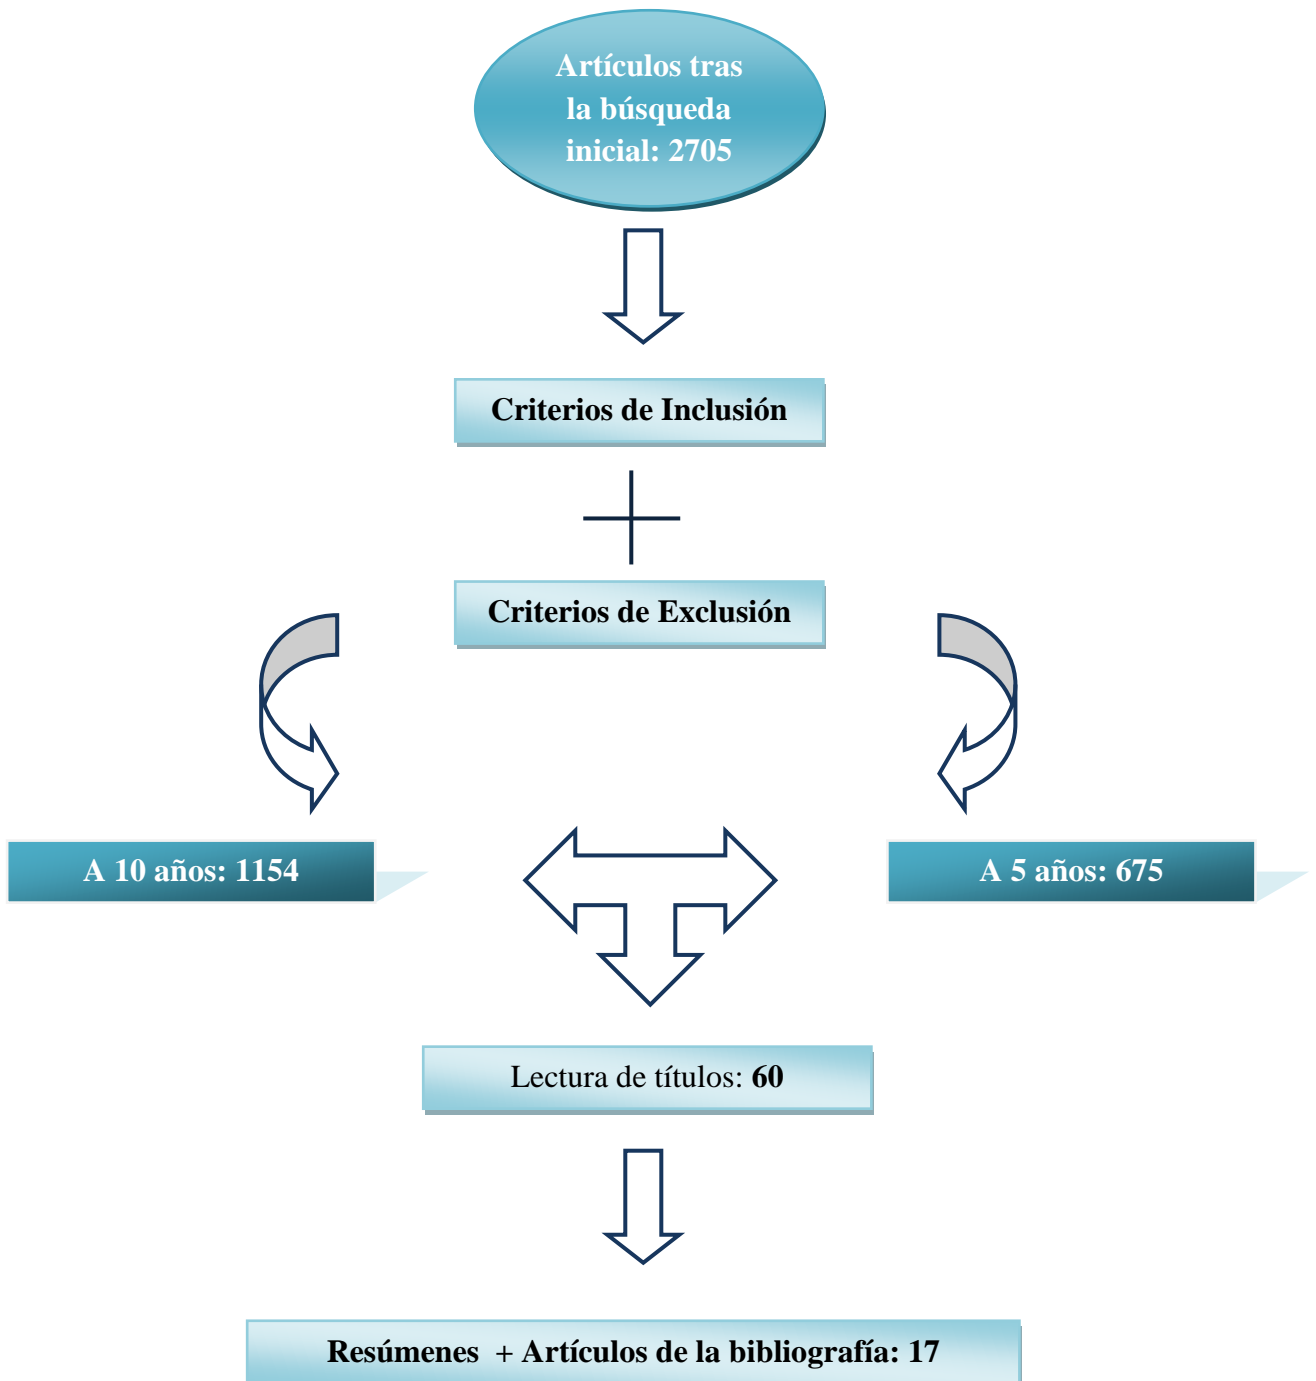 Artículos tras
la búsqueda
inicial: 2705
Criterios de Inclusión
Criterios de Exclusión
A 10 años: 1154
A 5 años: 675
Lectura de títulos: 60
Resúmenes + Artículos de la bibliografía: 17